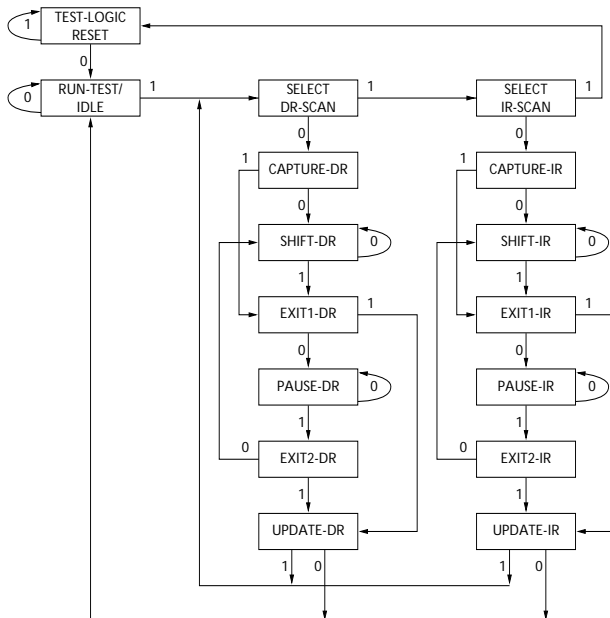 1
TEST-LOGIC
RESET
0
0
RUN-TEST/
IDLE
1
SELECT
DR-SCAN
1
SELECT
IR-SCAN
1
0
0
1
CAPTURE-DR
1
CAPTURE-IR
0
0
SHIFT-DR
0
SHIFT-IR
0
1
1
EXIT1-DR
1
EXIT1-IR
1
0
0
PAUSE-DR
0
PAUSE-IR
0
1
1
0
EXIT2-DR
0
EXIT2-IR
1
1
UPDATE-DR
UPDATE-IR
1
0
1
0